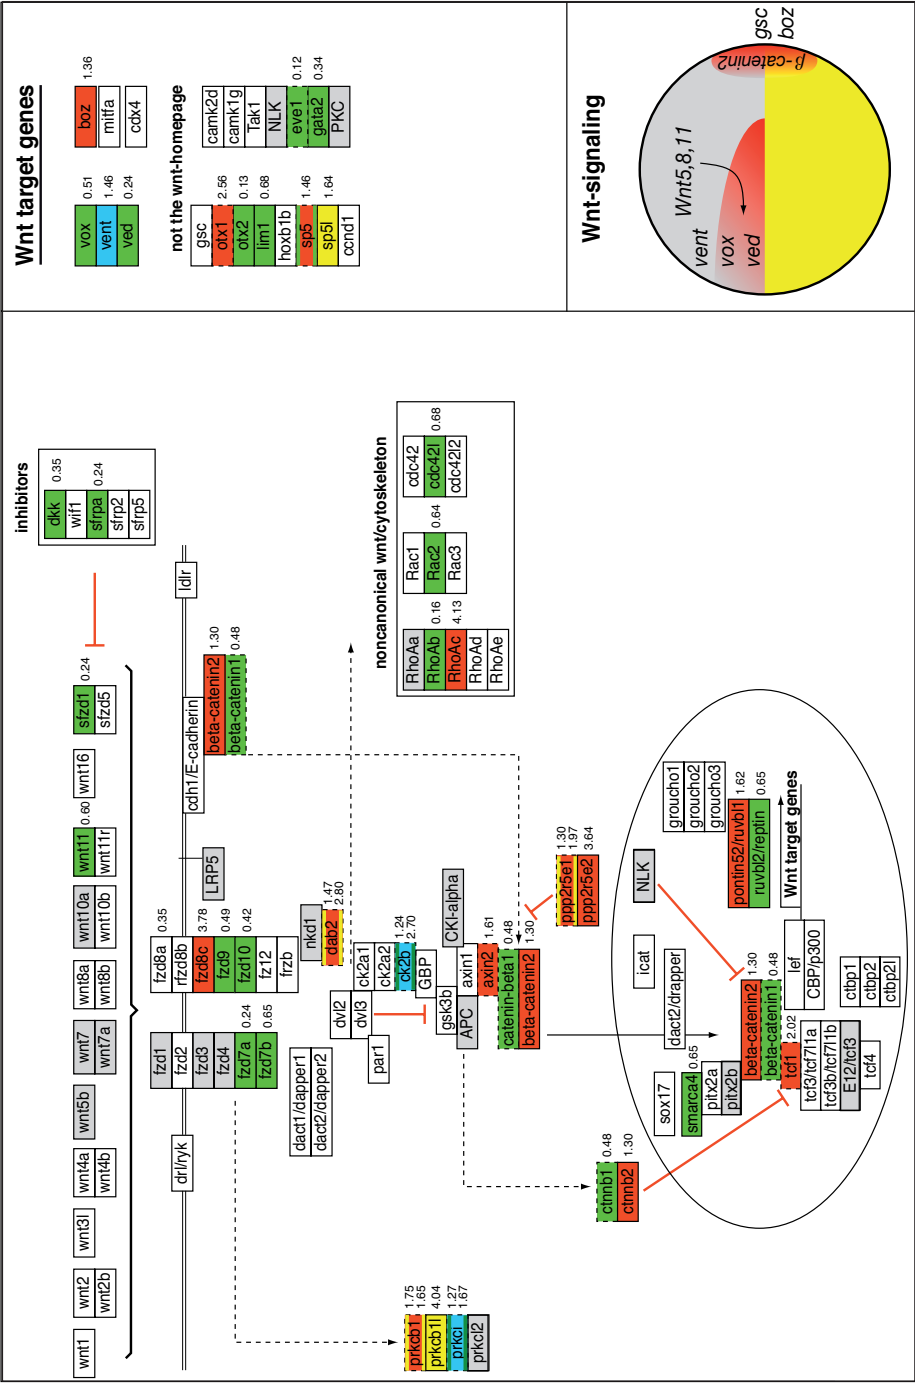 wnt1
wnt2
wnt2b
wnt3l
wnt4a
wnt4b
wnt5b
wnt7
wnt7a
wnt8a
wnt8b
wnt10a
wnt10b
wnt11 0.60
wnt11r
wnt16
sfzd1 0.24
sfzd5
inhibitors
dkk 0.35
wif1
sfrpa 0.24
sfrp2
sfrp5
drl/ryk
fzd1
fzd2
fzd3
fzd4
fzd7a 0.24
fzd7b 0.65
fzd8a 0.35
rfzd8b
fzd8c 3.78
fzd9 0.49
fzd10 0.42
fz12
frzb
LRP5
cdh1/E-cadherin
beta-catenin2 1.30
beta-catenin1 0.48
ldlr
nkd1
dab2 1.47
2.80
dact1/dapper1
dact2/dapper2
dvl2
dvl3
par1
ck2a1
ck2a2
ck2b 1.24
2.70
GBP
gsk3b
APC
CKI-alpha
axin1
axin2 1.61
catenin-beta1 0.48
beta-catenin2 1.30
ppp2r5e1 1.30
1.97
ppp2r5e2 3.64
noncanonical wnt/cytoskeleton
RhoAa
RhoAb 0.16
RhoAc 4.13
RhoAd
RhoAe
Rac1
Rac2 0.64
Rac3
cdc42
cdc42l 0.68
cdc42l2
prkcb1 1.75
1.65
prkcb1l 4.04
prkci 1.27
1.67
prkcl2
ctnnb1 0.48
ctnnb2 1.30
sox17
smarca4 0.65
pitx2a
pitx2b
dact2/drapper
icat
NLK
groucho1
groucho2
groucho3
pontin52/ruvbl1 1.62
ruvbl2/reptin 0.65
Wnt target genes
beta-catenin2 1.30
beta-catenin1 0.48
tcf1 2.02
tcf3/tcf7l1a
tcf3b/tcf7l1b
E12/tcf3
tcf4
lef
CBP/p300
ctbp1
ctbp2
ctbp2l
Wnt target genes
vox 0.51
vent 1.46
ved 0.24
boz 1.36
mitfa
cdx4
not the wnt-homepage
gsc
otx1 2.56
otx2 0.13
lim1 0.68
hoxb1b
sp5 1.46
sp5l 1.64
ccnd1
camk2d
camk1g
Tak1
NLK
eve1 0.12
gata2 0.34
PKC
Wnt-signaling
vent
vox
ved
Wnt5,8,11
β-catenin2
gsc
boz